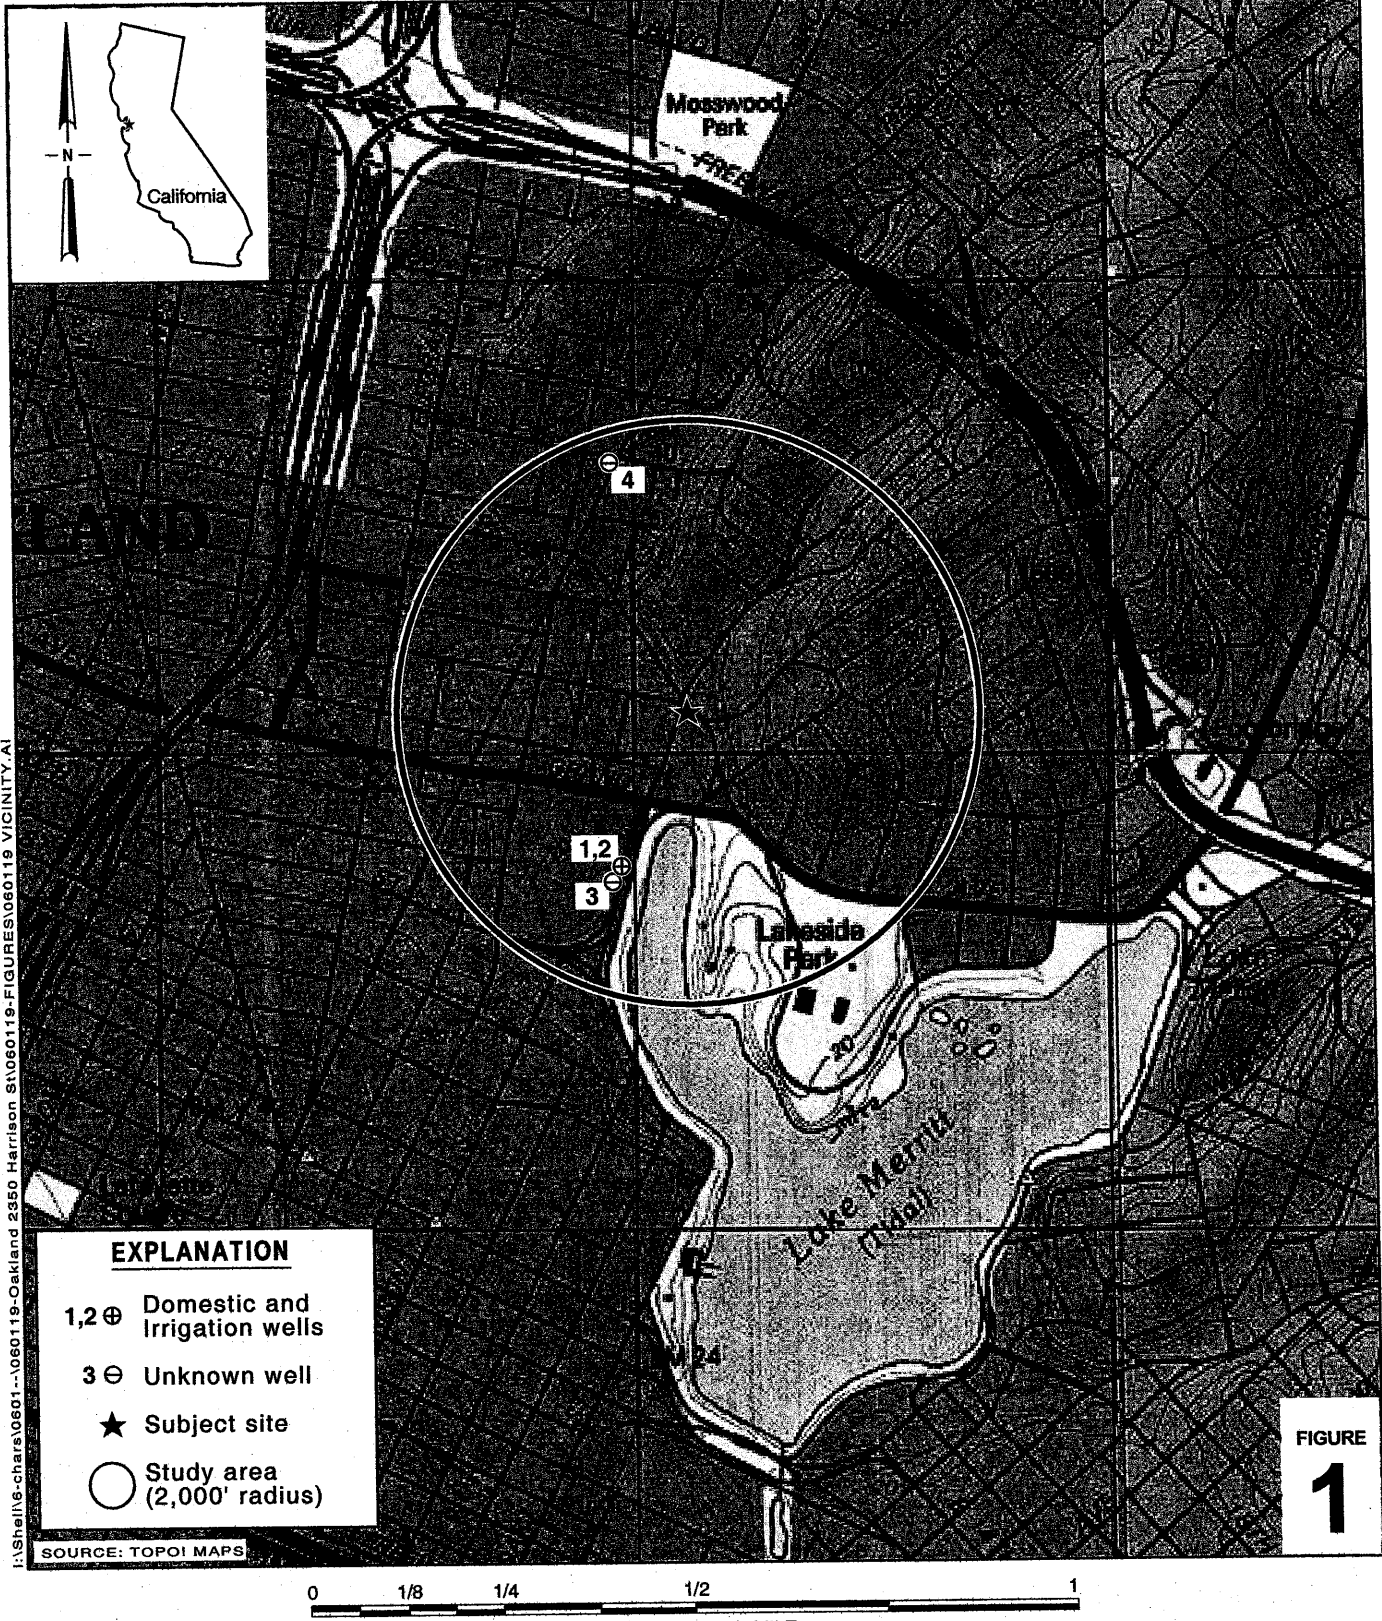 N
California
Mosswood
Park
FREE
4
LAND
1,2
3
Lakeside
Park
20
Lake Merritt
(Tidal)
I:\Shell\6-chars\0601--\060119-Oakland 2350 Harrison St\060119-FIGURES\060119 VICINITY.AI
EXPLANATION
1,2 ⊕ Domestic and
Irrigation wells
3 ⊖ Unknown well
★ Subject site
Study area
(2,000' radius)
SOURCE: TOPO! MAPS
FIGURE
1
0 1/8 1/4 1/2 1